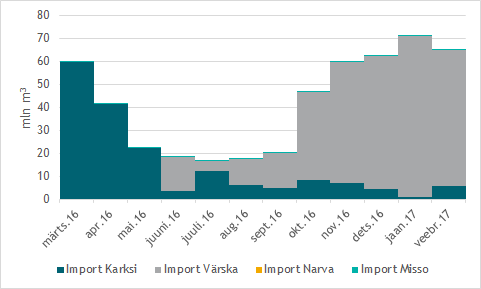 80
70
60
50
40
30
20
10
0
mln m³
märts.16
apr.16
mai.16
juuni.16
juuli.16
aug.16
sept.16
okt.16
nov.16
dets.16
jaan.17
veebr.17
Import Karksi
Import Värska
Import Narva
Import Misso